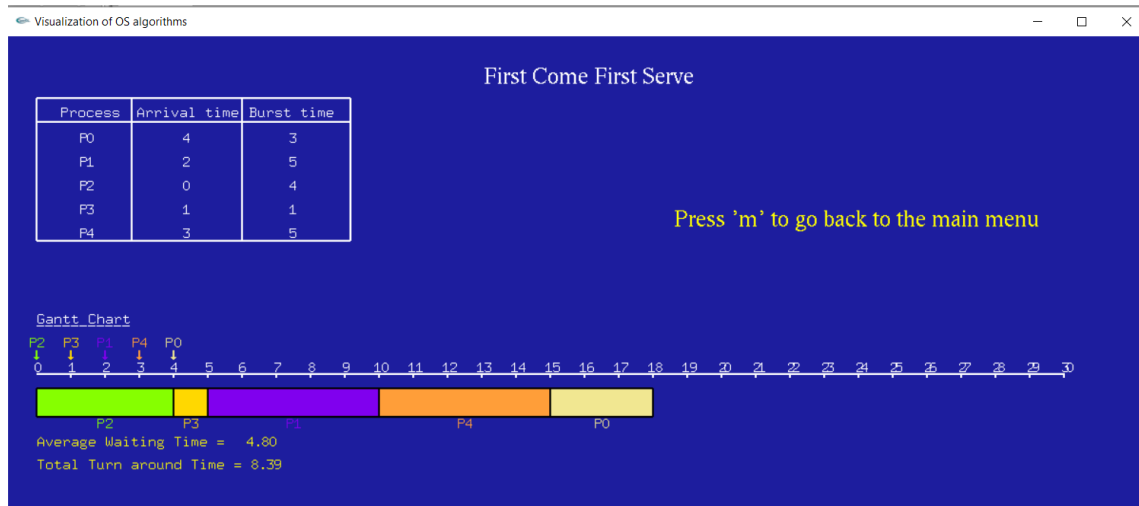 Visualization of OS algorithms
First Come First Serve
Process Arrival time Burst time
P0 4 3
P1 2 5
P2 0 4
P3 1 1
P4 3 5
Press 'm' to go back to the main menu
Gantt Chart
P2 P3 P1 P4 P0
0 1 2 3 4 5 6 7 8 9 10 11 12 13 14 15 16 17 18 19 20 21 22 23 24 25 26 27 28 29 30
P2 P3 P1 P4 P0
Average Waiting Time = 4.80
Total Turn around Time = 8.39